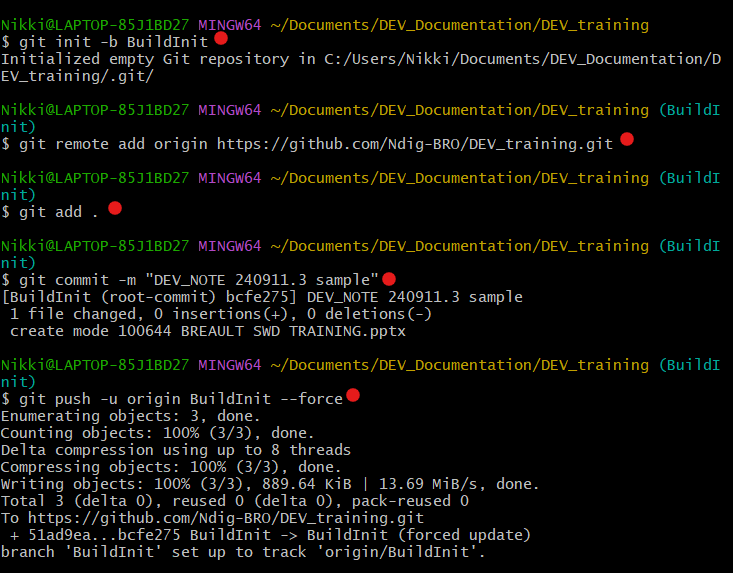 Nikki@LAPTOP-85J1BD27 MINGW64 ~/Documents/DEV_Documentation/DEV_training
$ git init -b BuildInit
Initialized empty Git repository in C:/Users/Nikki/Documents/DEV_Documentation/D
EV_training/.git/
Nikki@LAPTOP-85J1BD27 MINGW64 ~/Documents/DEV_Documentation/DEV_training (BuildI
nit)
$ git remote add origin https://github.com/Ndig-BRO/DEV_training.git
Nikki@LAPTOP-85J1BD27 MINGW64 ~/Documents/DEV_Documentation/DEV_training (BuildI
nit)
$ git add .
Nikki@LAPTOP-85J1BD27 MINGW64 ~/Documents/DEV_Documentation/DEV_training (BuildI
nit)
$ git commit -m "DEV_NOTE 240911.3 sample"
[BuildInit (root-commit) bcfe275] DEV_NOTE 240911.3 sample
 1 file changed, 0 insertions(+), 0 deletions(-)
 create mode 100644 BREAULT SWD TRAINING.pptx
Nikki@LAPTOP-85J1BD27 MINGW64 ~/Documents/DEV_Documentation/DEV_training (BuildI
nit)
$ git push -u origin BuildInit --force
Enumerating objects: 3, done.
Counting objects: 100% (3/3), done.
Delta compression using up to 8 threads
Compressing objects: 100% (3/3), done.
Writing objects: 100% (3/3), 889.64 KiB | 13.69 MiB/s, done.
Total 3 (delta 0), reused 0 (delta 0), pack-reused 0
To https://github.com/Ndig-BRO/DEV_training.git
 + 51ad9ea...bcfe275 BuildInit -> BuildInit (forced update)
branch 'BuildInit' set up to track 'origin/BuildInit'.